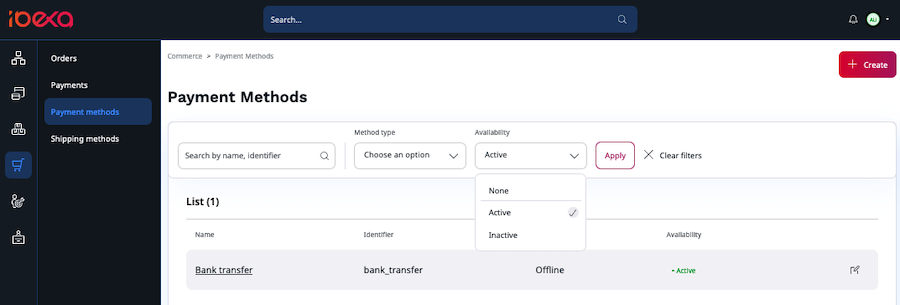 ibexa
Search...
ALI
Orders
Payments
Payment methods
Shipping methods
Commerce > Payment Methods
Create
Payment Methods
Method type
Availability
Search by name, identifier
Choose an option
Active
Apply
Clear filters
None
Active
Inactive
List (1)
Name
Identifier
Availability
Bank transfer
bank_transfer
Offline
Active